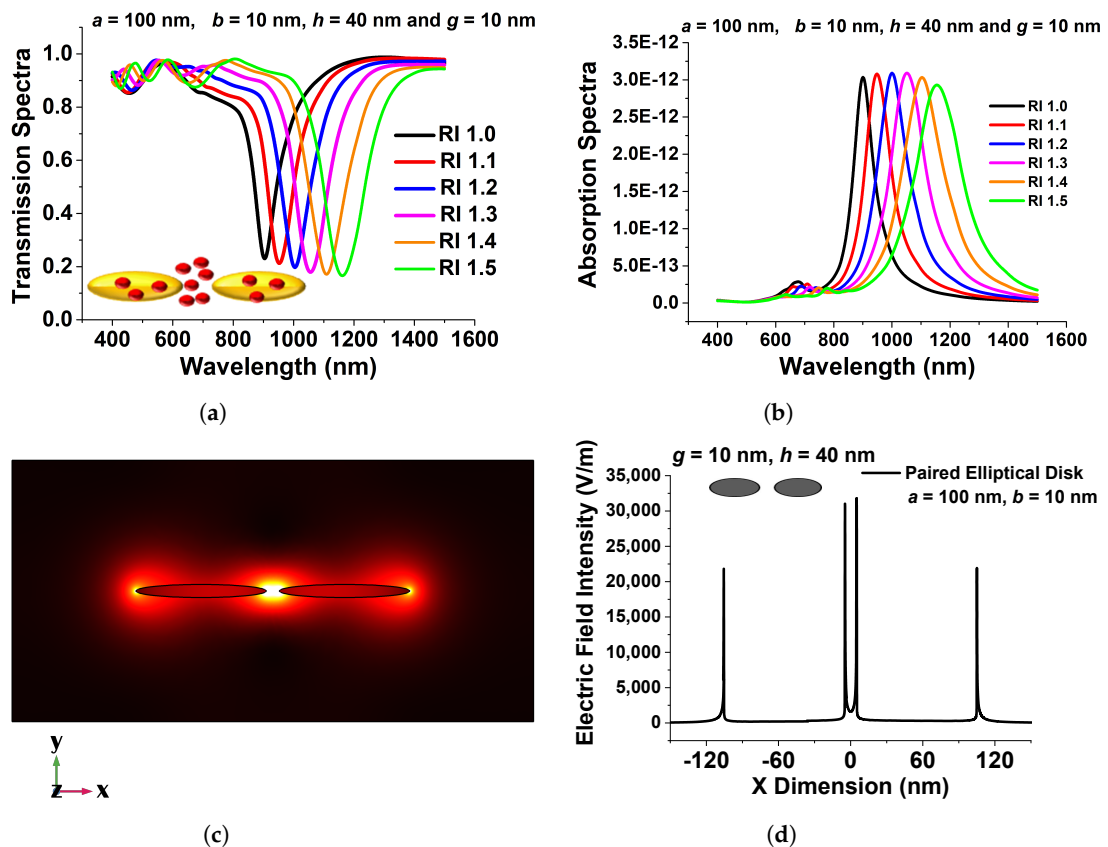 a = 100 nm, b = 10 nm, h = 40 nm and g = 10 nm
Transmission Spectra
1.0
0.8
0.6
0.4
0.2
0.0
RI 1.0
RI 1.1
RI 1.2
RI 1.3
RI 1.4
RI 1.5
400 600 800 1000 1200 1400 1600
Wavelength (nm)
(a)
a = 100 nm, b = 10 nm, h = 40 nm and g = 10 nm
Absorption Spectra
3.5E-12
3.0E-12
2.5E-12
2.0E-12
1.5E-12
1.0E-12
5.0E-13
0.0
RI 1.0
RI 1.1
RI 1.2
RI 1.3
RI 1.4
RI 1.5
400 600 800 1000 1200 1400 1600
Wavelength (nm)
(b)
y
z x
(c)
g = 10 nm, h = 40 nm
Electric Field Intensity (V/m)
35,000
30,000
25,000
20,000
15,000
10,000
5,000
0
Paired Elliptical Disk
a = 100 nm, b = 10 nm
-120 -60 0 60 120
X Dimension (nm)
(d)